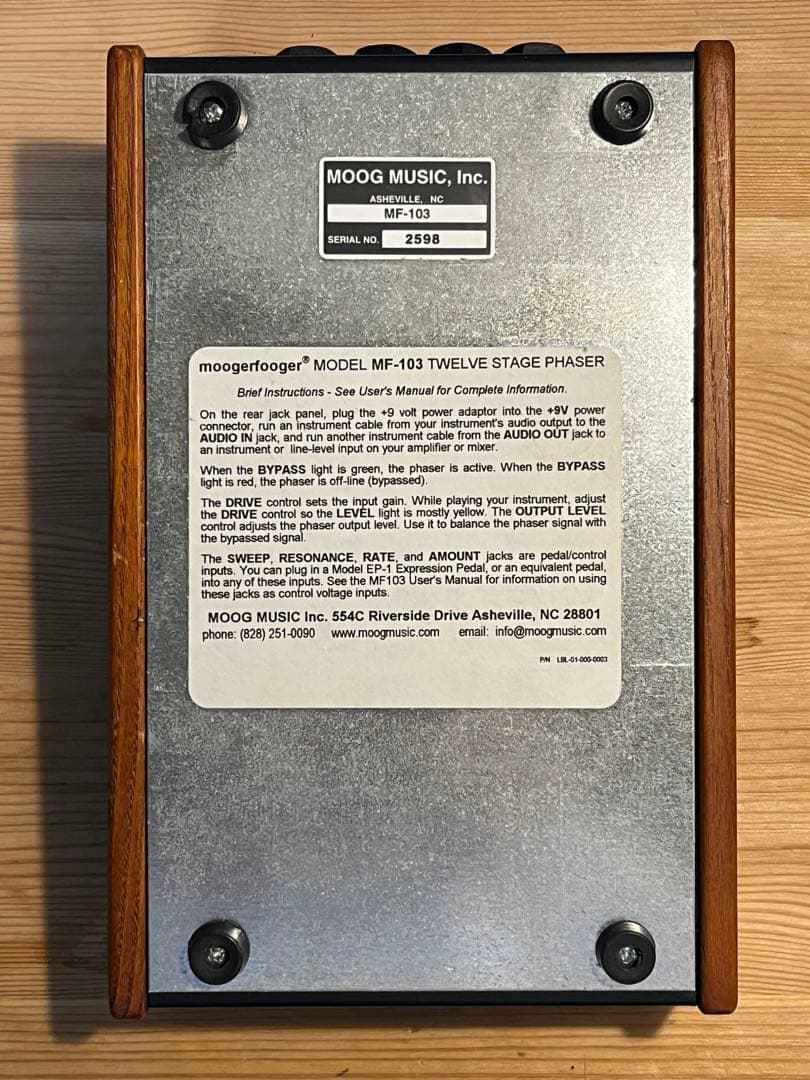 MOOG MUSIC, Inc.
ASHEVILLE, NC
MF-103
SERIAL NO. 2598
moogerfooger® MODEL MF-103 TWELVE STAGE PHASER
Brief Instructions - See User's Manual for Complete Information.
On the rear jack panel, plug the +9 volt power adaptor into the +9V power
connector, run an instrument cable from your instrument's audio output to the
AUDIO IN jack, and run another instrument cable from the AUDIO OUT jack to
an instrument or line-level input on your amplifier or mixer.
When the BYPASS light is green, the phaser is active. When the BYPASS
light is red, the phaser is off-line (bypassed).
The DRIVE control sets the input gain. While playing your instrument, adjust
the DRIVE control so the LEVEL light is mostly yellow. The OUTPUT LEVEL
control adjusts the phaser output level. Use it to balance the phaser signal with
the bypassed signal.
The SWEEP, RESONANCE, RATE, and AMOUNT jacks are pedal/control
inputs. You can plug in a Model EP-1 Expression Pedal, or an equivalent pedal,
into any of these inputs. See the MF103 User's Manual for information on using
these jacks as control voltage inputs.
MOOG MUSIC Inc. 554C Riverside Drive Asheville, NC 28801
phone: (828) 251-0090 www.moogmusic.com email: info@moogmusic.com
P/N LBL-01-000-0003